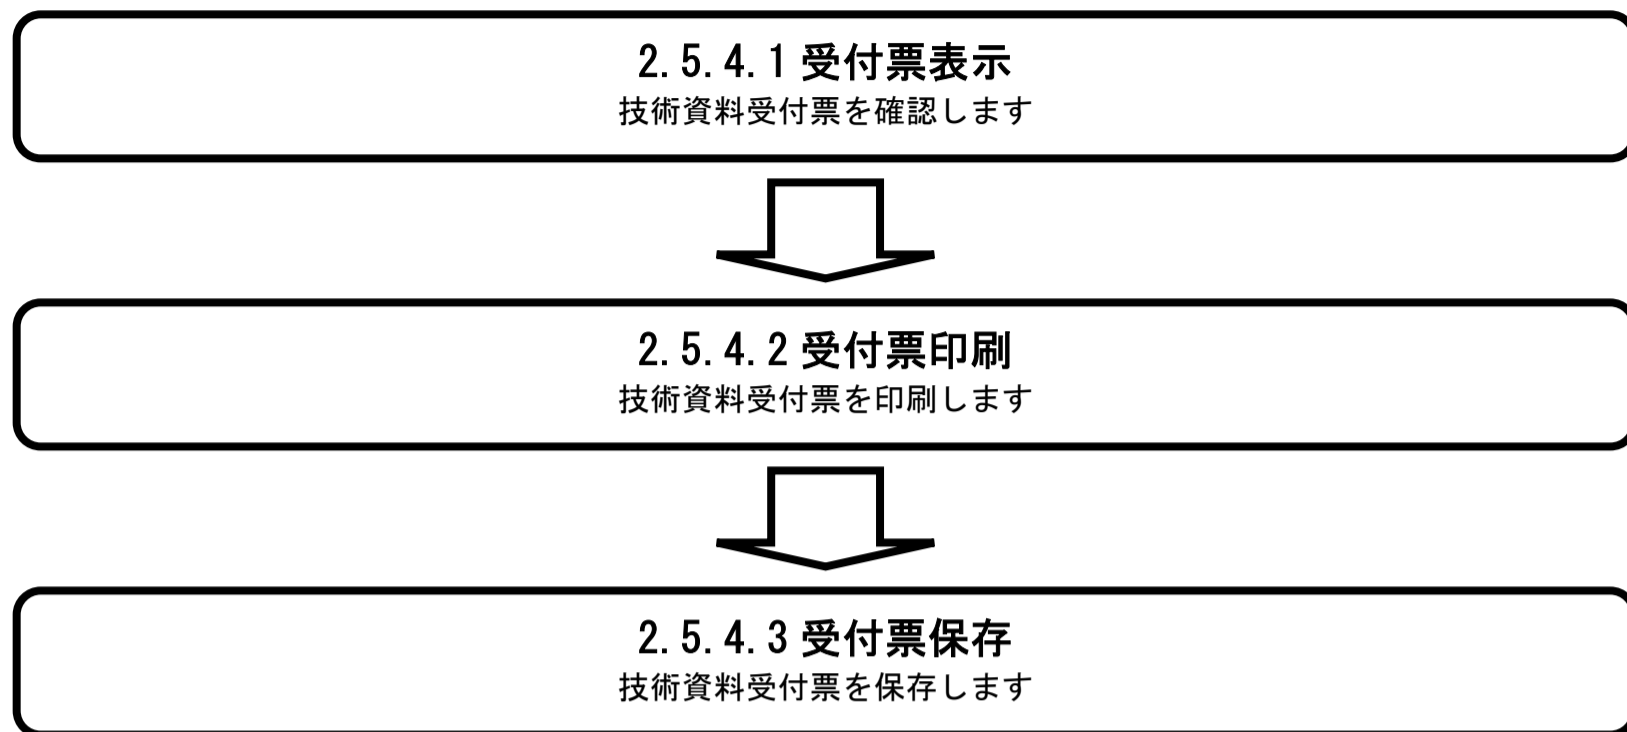 2.5.4.1 受付票表示
技術資料受付票を確認します
2.5.4.2 受付票印刷
技術資料受付票を印刷します
2.5.4.3 受付票保存
技術資料受付票を保存します